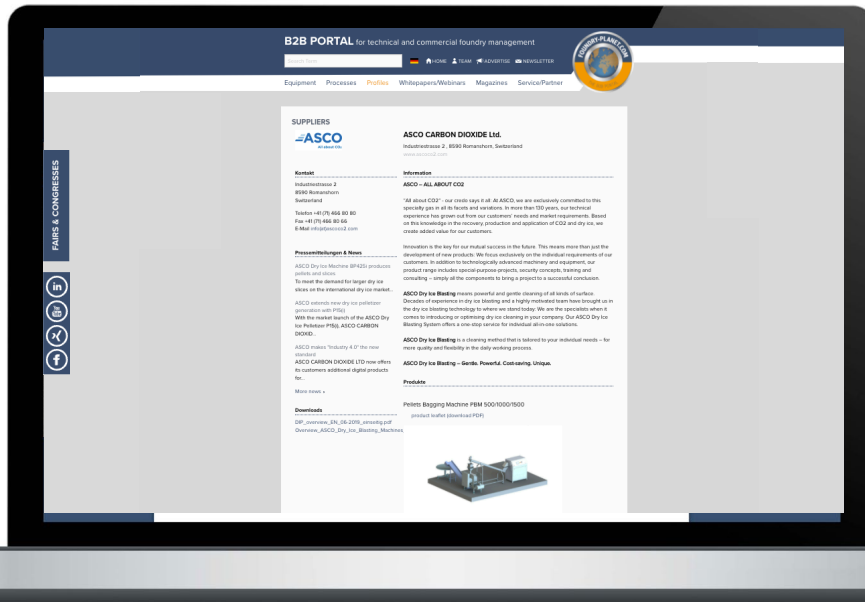 B2B PORTAL for technical and commercial foundry management
FOUNDRY-PLANET.COM
Search Term
HOME TEAM ADVERTISE NEWSLETTER
Equipment Processes Profiles Whitepapers/Webinars Magazines Service/Partner
FAIRS & CONGRESSES
SUPPLIERS
ASCO
All about CO₂
Kontakt
Industriestrasse 2
8590 Romanshorn
Switzerland
Telefon +41 (71) 466 80 80
Fax +41 (71) 466 80 66
E-Mail info(at)ascoco2 com
Pressemitteilungen & News
ASCO Dry Ice Machine BP425i produces
pellets and slices
To meet the demand for larger dry ice
slices on the international dry ice market...
ASCO extends new dry ice pelletizer
generation with P15(i)
With the market launch of the ASCO Dry
Ice Pelletizer P15(i), ASCO CARBON
DIOXID...
ASCO makes "Industry 4.0" the new
standard
ASCO CARBON DIOXIDE LTD now offers
its customers additional digital products
for...
More news »
Downloads
DIP_overview_EN_06-2019_einseitig.pdf
Overview_ASCO_Dry_Ice_Blasting_Machines
ASCO CARBON DIOXIDE Ltd.
Industriestrasse 2 , 8590 Romanshorn, Switzerland
www.ascoco2.com
Information
ASCO – ALL ABOUT CO2
"All about CO2" - our credo says it all. At ASCO, we are exclusively committed to this
specialty gas in all its facets and variations. In more than 130 years, our technical
experience has grown out from our customers' needs and market requirements. Based
on this knowledge in the recovery, production and application of CO2 and dry ice, we
create added value for our customers.
Innovation is the key for our mutual success in the future. This means more than just the
development of new products: We focus exclusively on the individual requirements of our
customers. In addition to technologically advanced machinery and equipment, our
product range includes special-purpose-projects, security concepts, training and
consulting – simply all the components to bring a project to a successful conclusion.
ASCO Dry Ice Blasting means powerful and gentle cleaning of all kinds of surface.
Decades of experience in dry ice blasting and a highly motivated team have brought us in
the dry ice blasting technology to where we stand today: We are the specialists when it
comes to introducing or optimising dry ice cleaning in your company. Our ASCO Dry Ice
Blasting System offers a one-stop service for individual all-in-one-solutions.
ASCO Dry Ice Blasting is a cleaning method that is tailored to your individual needs – for
more quality and flexibility in the daily working process.
ASCO Dry Ice Blasting – Gentle. Powerful. Cost-saving. Unique.
Produkte
Pellets Bagging Machine PBM 500/1000/1500
product leaflet (download PDF)